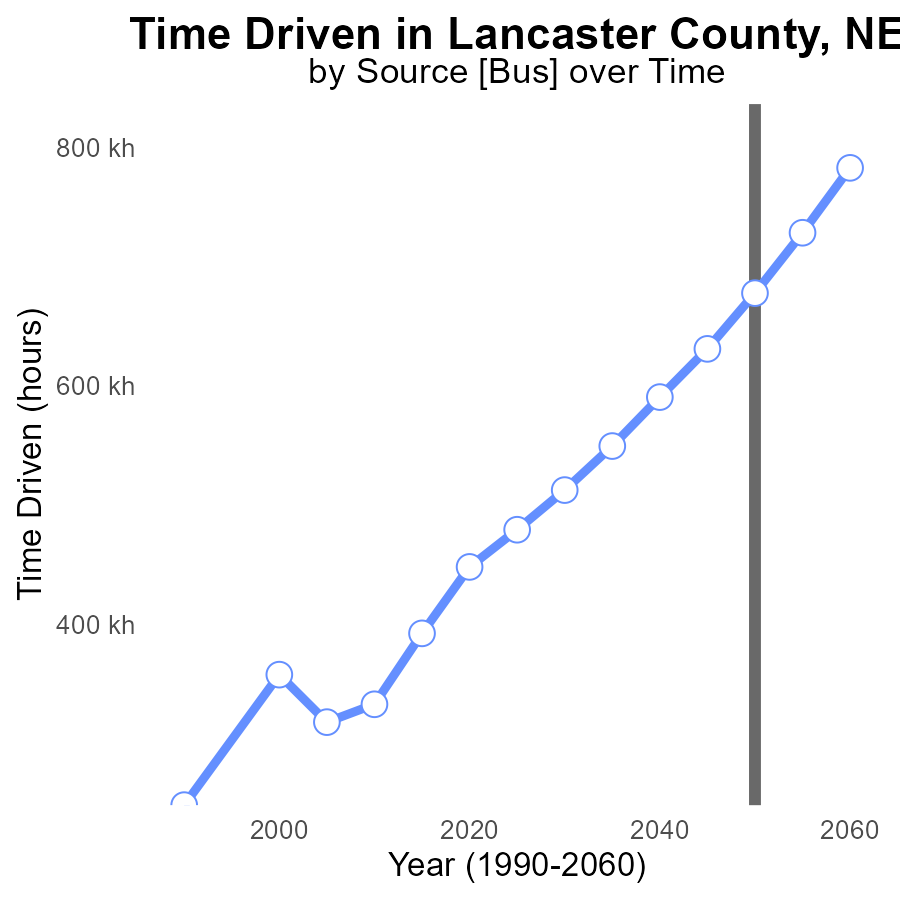 Time Driven in Lancaster County, NE
by Source [Bus] over Time
800 kh
600 kh
400 kh
Time Driven (hours)
2000 2020 2040 2060
Year (1990-2060)